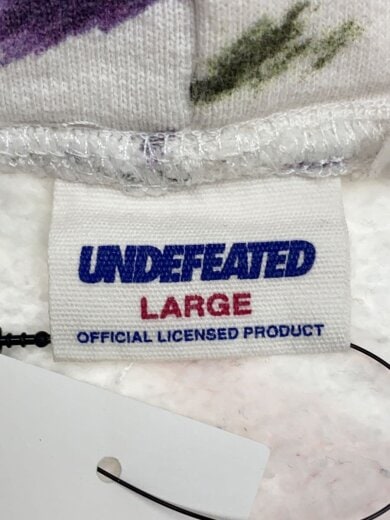 UNDEFEATED
LARGE
OFFICIAL LICENSED PRODUCT